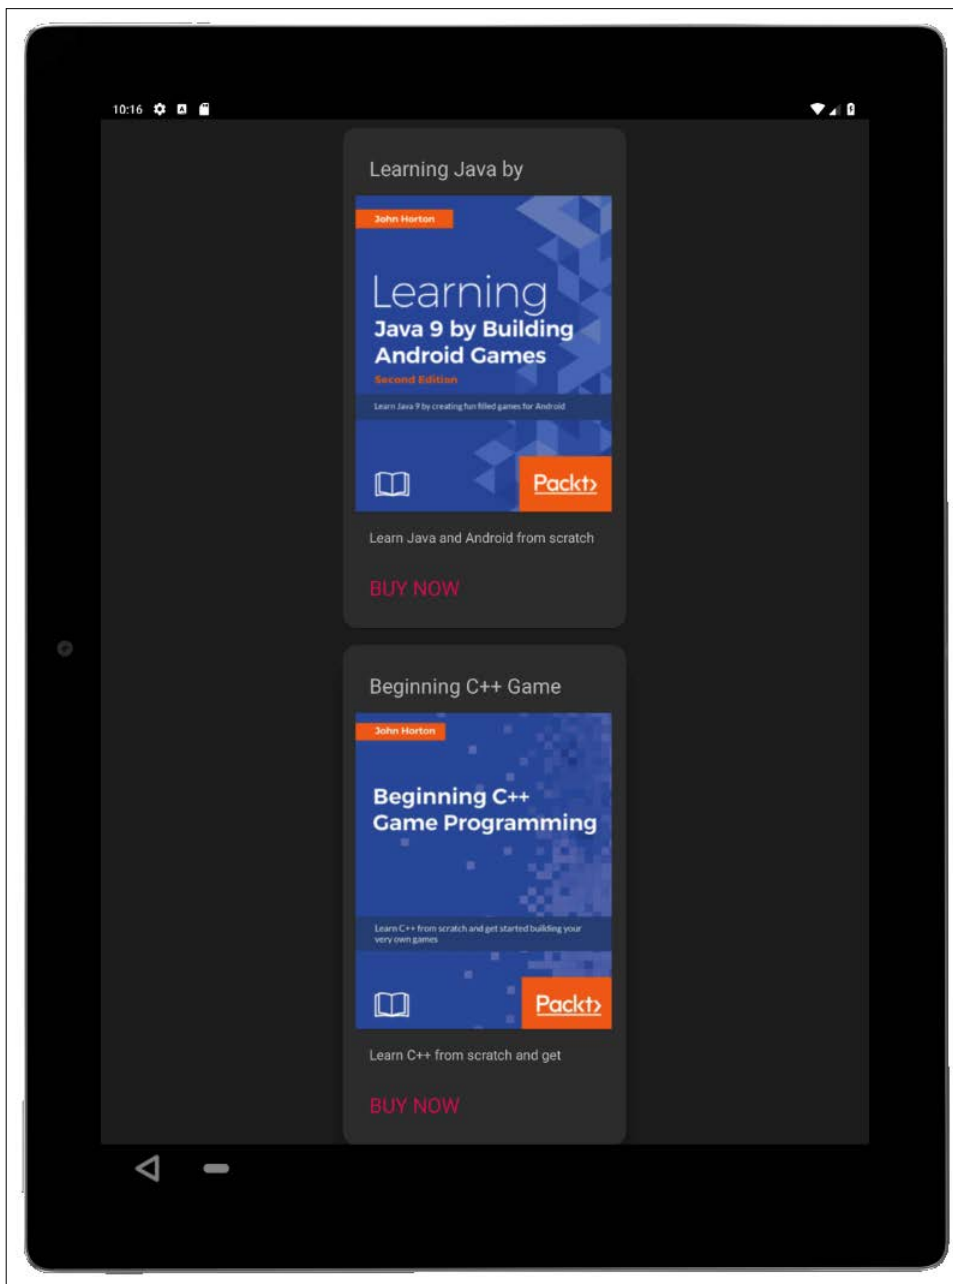 10:16
Learning Java by
John Horton
Learning
Java 9 by Building
Android Games
Second Edition
Learn Java 9 by creating fun filled games for Android
Packt>
Learn Java and Android from scratch
BUY NOW
Beginning C++ Game
John Horton
Beginning C++
Game Programming
Learn C++ from scratch and get started building your
very own games
Packt>
Learn C++ from scratch and get
BUY NOW